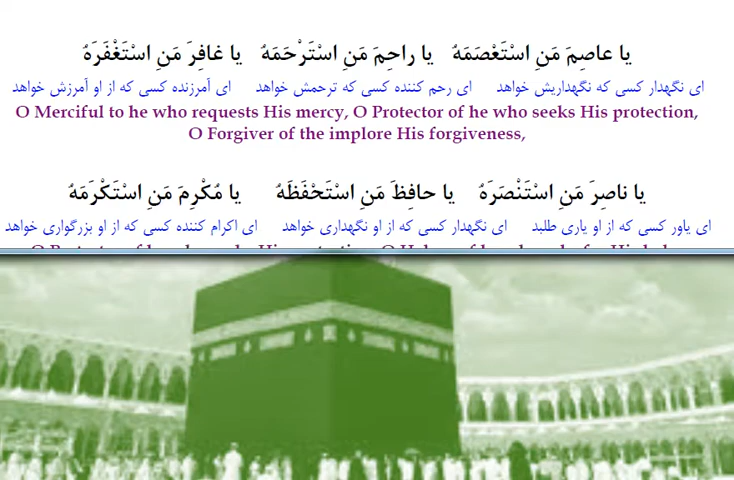 يا عاصِمَ مَنِ اسْتَعْصَمَهُ يا راحِمَ مَنِ اسْتَرْحَمَهُ يا غافِرَ مَنِ اسْتَغْفَرَهُ
ای نگهدار کسی که نگهداریش خواهد ای رحم کننده کسی که ترحمش خواهد ای آمرزنده کسی که از او آمرزش خواهد
O Merciful to he who requests His mercy, O Protector of he who seeks His protection,
O Forgiver of the implore His forgiveness,
يا ناصِرَ مَنِ اسْتَنْصَرَهُ يا حافِظَ مَنِ اسْتَحْفَظَهُ يا مُكْرِمَ مَنِ اسْتَكْرَمَهُ
ای یاور کسی که از او یاری طلبد ای نگهدار کسی که از او نگهداری خواهد ای اکرام کننده کسی که از او بزرگواری خواهد